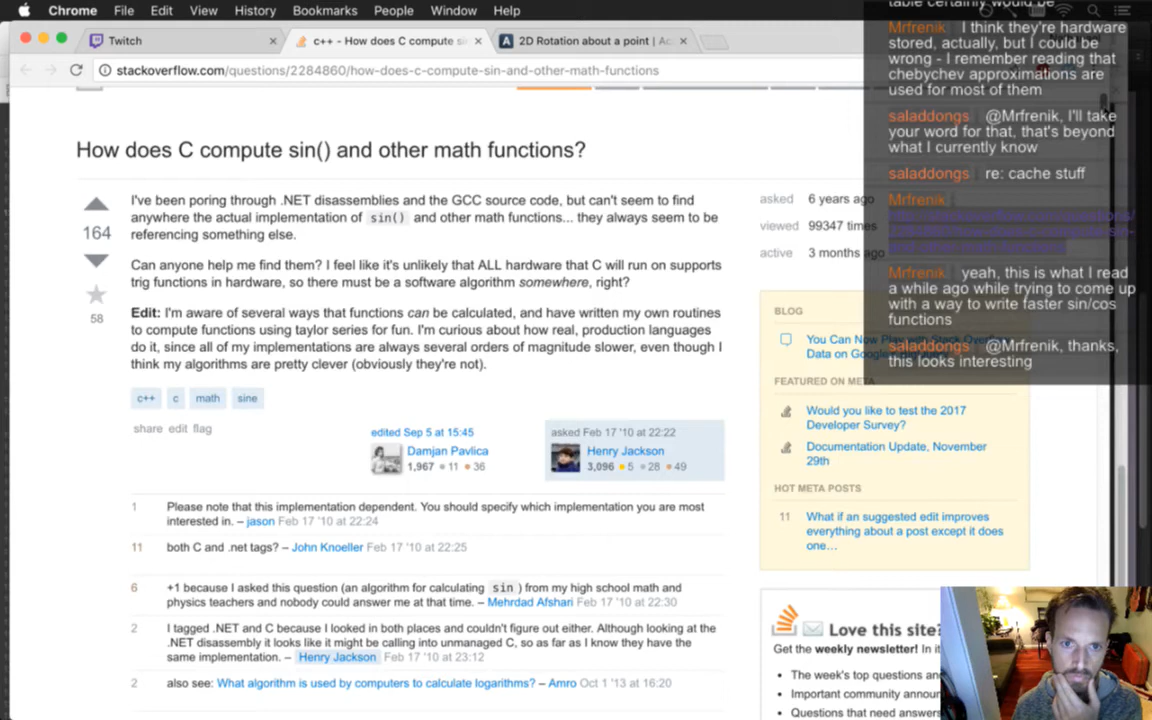 Chrome File Edit View History Bookmarks People Window Help
table certainly would be
Twitch
c++ - How does C compute si
2D Rotation about a point | Ac
stackoverflow.com/questions/2284860/how-does-c-compute-sin-and-other-math-functions
Mrfrenik I think they're hardware
stored, actually, but I could be
wrong - I remember reading that
chebychev approximations are
used for most of them
saladdongs @Mrfrenik, I'll take
your word for that, that's beyond
what I currently know
saladdongs re: cache stuff
Mrfrenik
Mrfrenik yeah, this is what I read
a while ago while trying to come up
with a way to write faster sin/cos
functions
saladdongs @Mrfrenik, thanks,
this looks interesting
How does C compute sin() and other math functions?
164
58
I've been poring through .NET disassemblies and the GCC source code, but can't seem to find
anywhere the actual implementation of sin() and other math functions... they always seem to be
referencing something else.
Can anyone help me find them? I feel like it's unlikely that ALL hardware that C will run on supports
trig functions in hardware, so there must be a software algorithm somewhere, right?
Edit: I'm aware of several ways that functions can be calculated, and have written my own routines
to compute functions using taylor series for fun. I'm curious about how real, production languages
do it, since all of my implementations are always several orders of magnitude slower, even though I
think my algorithms are pretty clever (obviously they're not).
c++ c math sine
share edit flag
edited Sep 5 at 15:45
Damjan Pavlica
1,967 11 36
asked Feb 17 '10 at 22:22
Henry Jackson
3,096 5 28 49
1 Please note that this implementation dependent. You should specify which implementation you are most
interested in. – jason Feb 17 '10 at 22:24
11 both C and .net tags? – John Knoeller Feb 17 '10 at 22:25
6 +1 because I asked this question (an algorithm for calculating sin ) from my high school math and
physics teachers and nobody could answer me at that time. – Mehrdad Afshari Feb 17 '10 at 22:30
2 I tagged .NET and C because I looked in both places and couldn't figure out either. Although looking at the
.NET disassembly it looks like it might be calling into unmanaged C, so as far as I know they have the
same implementation. – Henry Jackson Feb 17 '10 at 23:12
2 also see: What algorithm is used by computers to calculate logarithms? – Amro Oct 1 '13 at 16:20
asked 6 years ago
viewed 99347 times
active 3 months ago
BLOG
You Can Now Play with Stack Overflow
Data on Google
FEATURED ON META
Would you like to test the 2017
Developer Survey?
Documentation Update, November
29th
HOT META POSTS
11 What if an suggested edit improves
everything about a post except it does
one…
Love this site?
Get the weekly newsletter! In it
The week's top questions an
Important community annou
Questions that need answers